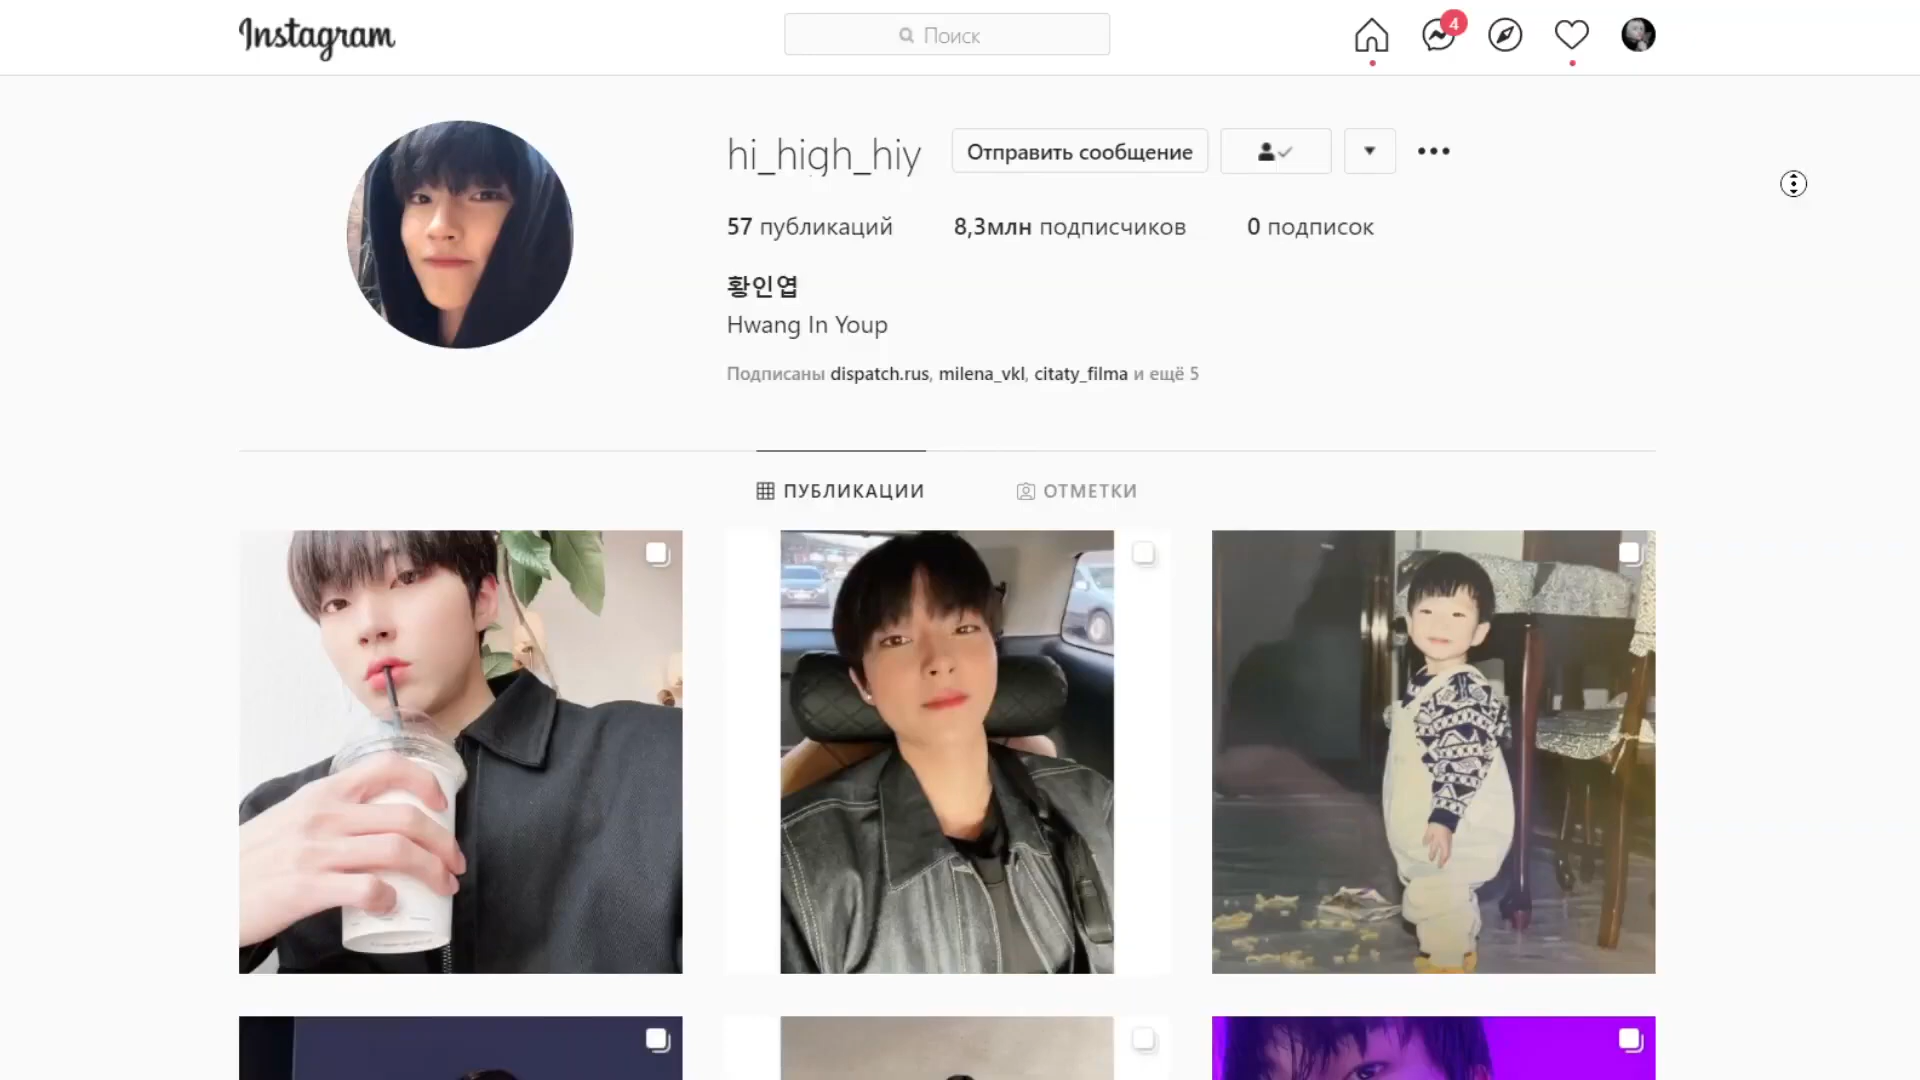 Instagram
Поиск
4
hi_high_hiy
Отправить сообщение
57 публикаций
8,3млн подписчиков
0 подписок
황인엽
Hwang In Youp
Подписаны dispatch.rus, milena_vkl, citaty_filma и ещё 5
ПУБЛИКАЦИИ
ОТМЕТКИ